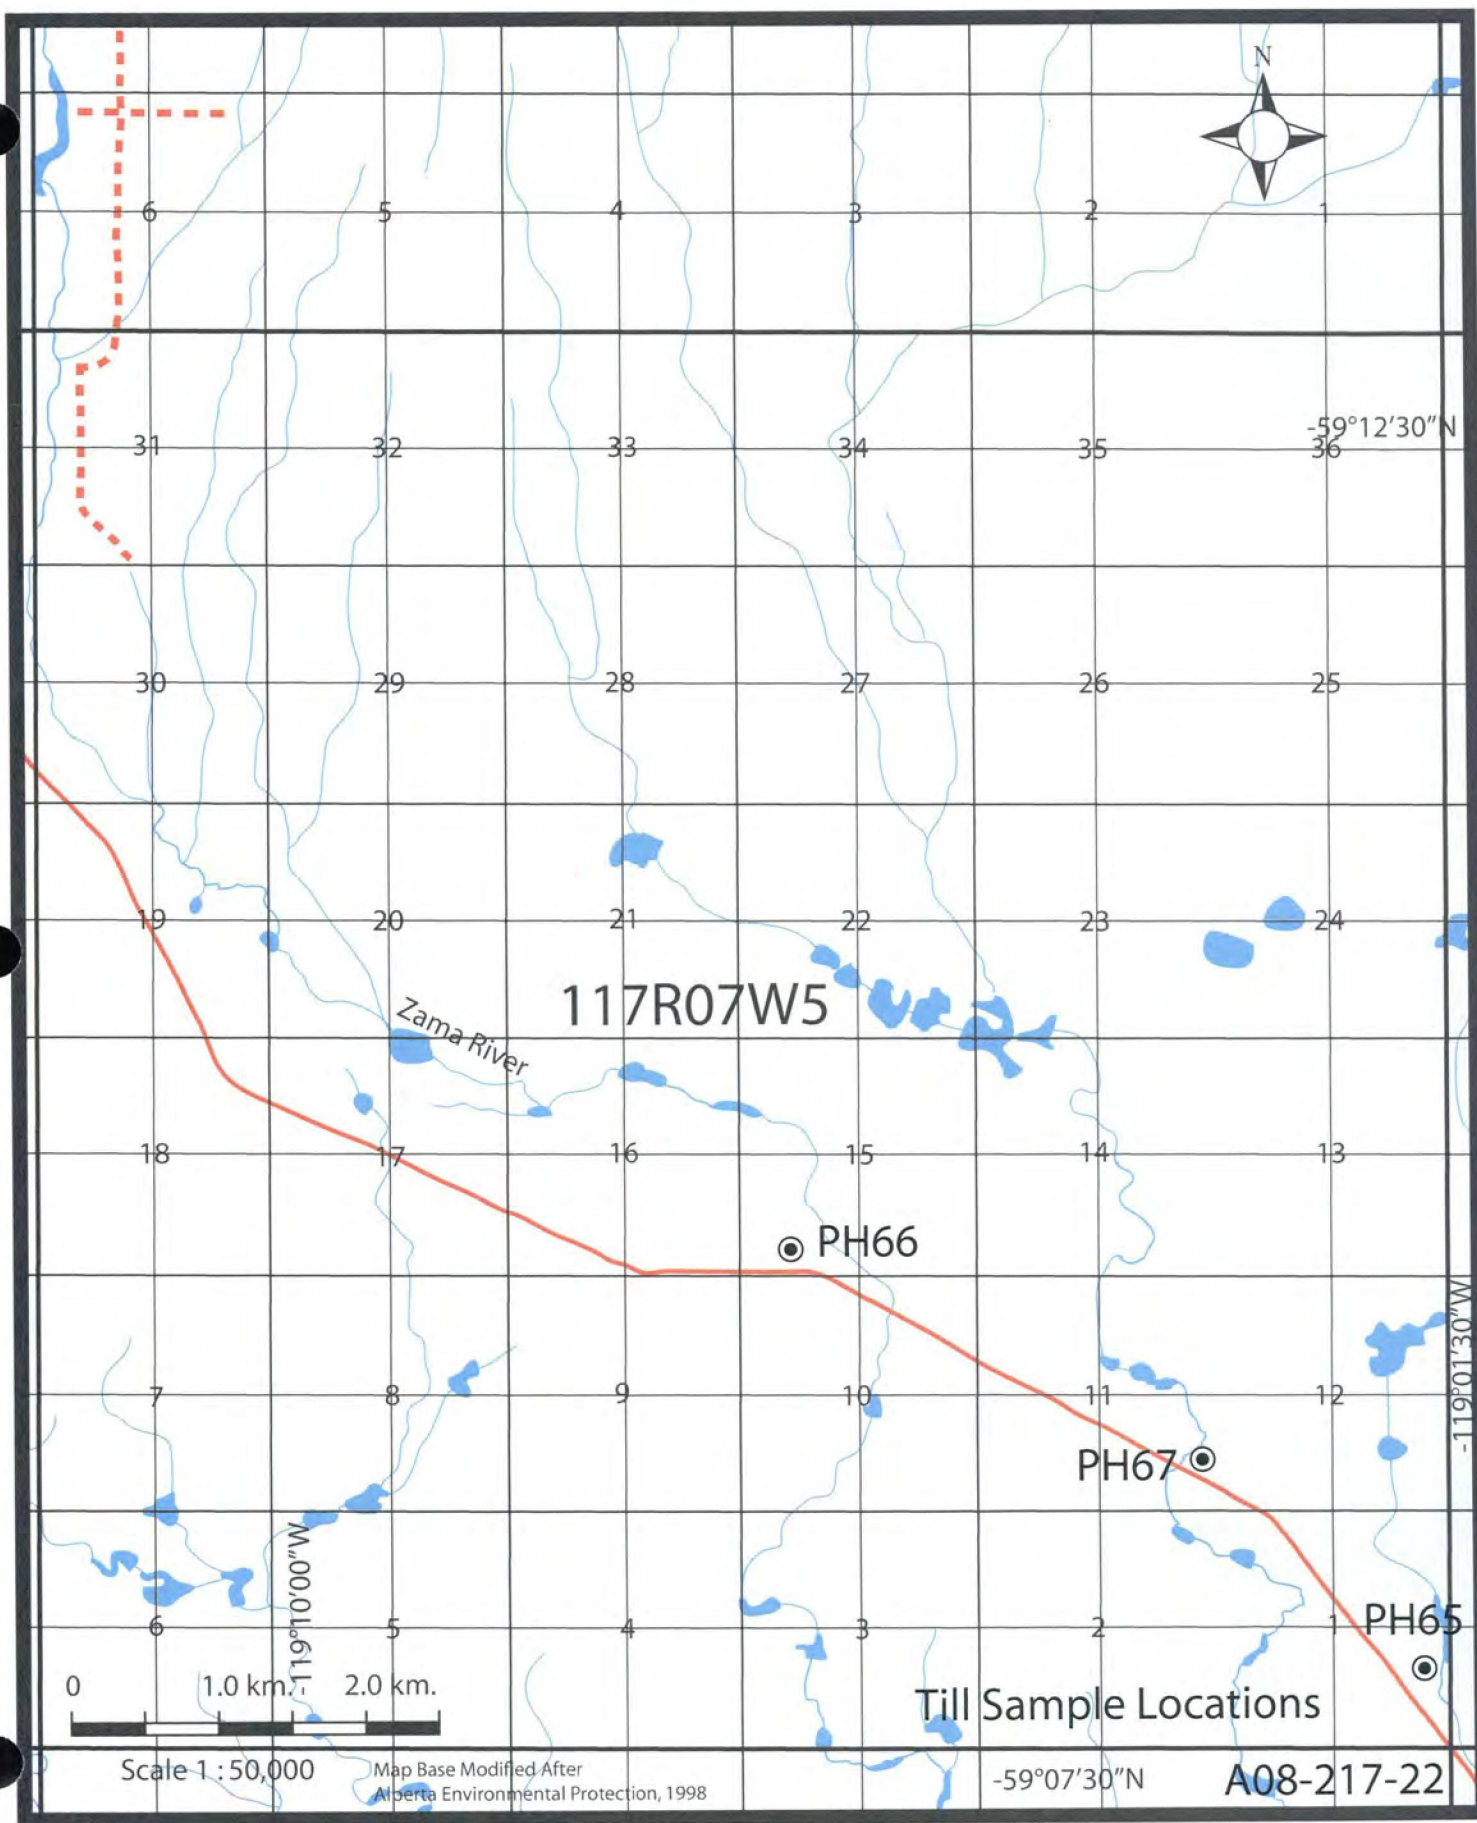 N
6 5 4 3 2 1
-59°12'30"N
31 32 33 34 35 36
30 29 28 27 26 25
19 20 21 22 23 24
117R07W5
Zama River
18 17 16 15 14 13
PH66
-119°01'30"W
7 8 9 10 11 12
PH67
-119°10'00"W
PH65
6 5 4 3 2 1
0 1.0 km. 2.0 km.
Till Sample Locations
Scale 1 : 50,000
Map Base Modified After
Alberta Environmental Protection, 1998
-59°07'30"N
A08-217-22